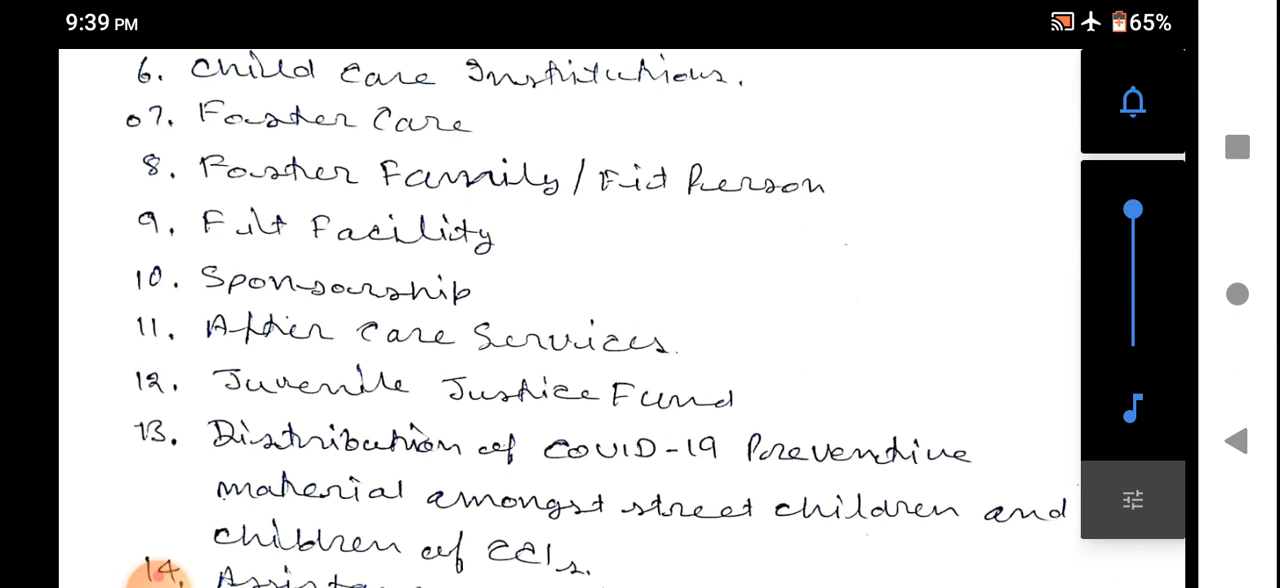 9:39 PM 65%
6. Child Care Institutions.
07. Foster Care
8. Foster Family / Fit Person
9. Fit Facility
10. Sponsorship
11. After Care Services.
12. Juvenile Justice Fund
13. Distribution of COVID-19 Preventive
material amongst street children and
children of CCIs.
14.